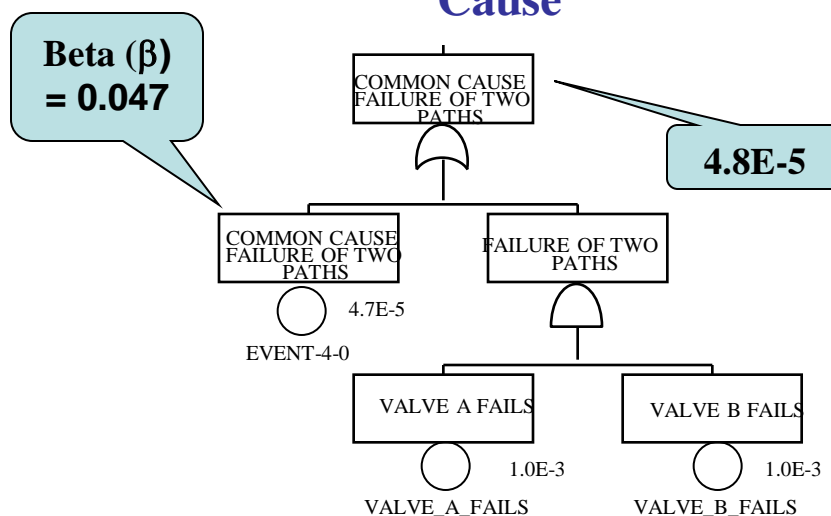 Cause
Beta (β)
= 0.047
COMMON CAUSE
FAILURE OF TWO
PATHS
4.8E-5
COMMON CAUSE
FAILURE OF TWO
PATHS
FAILURE OF TWO
PATHS
4.7E-5
EVENT-4-0
VALVE A FAILS
VALVE B FAILS
1.0E-3
1.0E-3
VALVE_A_FAILS
VALVE_B_FAILS